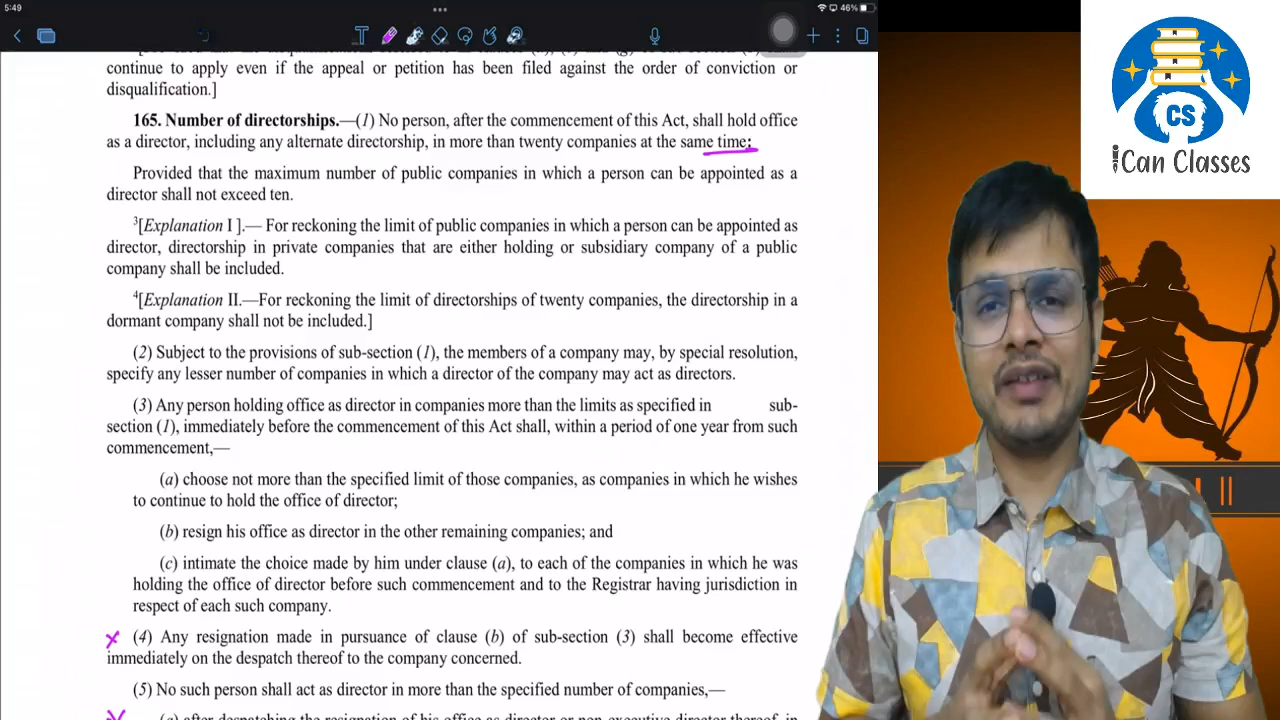 5:49
46%
continue to apply even if the appeal or petition has been filed against the order of conviction or
disqualification.]
165. Number of directorships.—(1) No person, after the commencement of this Act, shall hold office
as a director, including any alternate directorship, in more than twenty companies at the same time:
Provided that the maximum number of public companies in which a person can be appointed as a
director shall not exceed ten.
3[Explanation I ].— For reckoning the limit of public companies in which a person can be appointed as
director, directorship in private companies that are either holding or subsidiary company of a public
company shall be included.
4[Explanation II.—For reckoning the limit of directorships of twenty companies, the directorship in a
dormant company shall not be included.]
(2) Subject to the provisions of sub-section (1), the members of a company may, by special resolution,
specify any lesser number of companies in which a director of the company may act as directors.
(3) Any person holding office as director in companies more than the limits as specified in sub-
section (1), immediately before the commencement of this Act shall, within a period of one year from such
commencement,—
(a) choose not more than the specified limit of those companies, as companies in which he wishes
to continue to hold the office of director;
(b) resign his office as director in the other remaining companies; and
(c) intimate the choice made by him under clause (a), to each of the companies in which he was
holding the office of director before such commencement and to the Registrar having jurisdiction in
respect of each such company.
(4) Any resignation made in pursuance of clause (b) of sub-section (3) shall become effective
immediately on the despatch thereof to the company concerned.
(5) No such person shall act as director in more than the specified number of companies,—
(a) after despatching the resignation of his office as director or non-executive director thereof, in
CS
iCan Classes